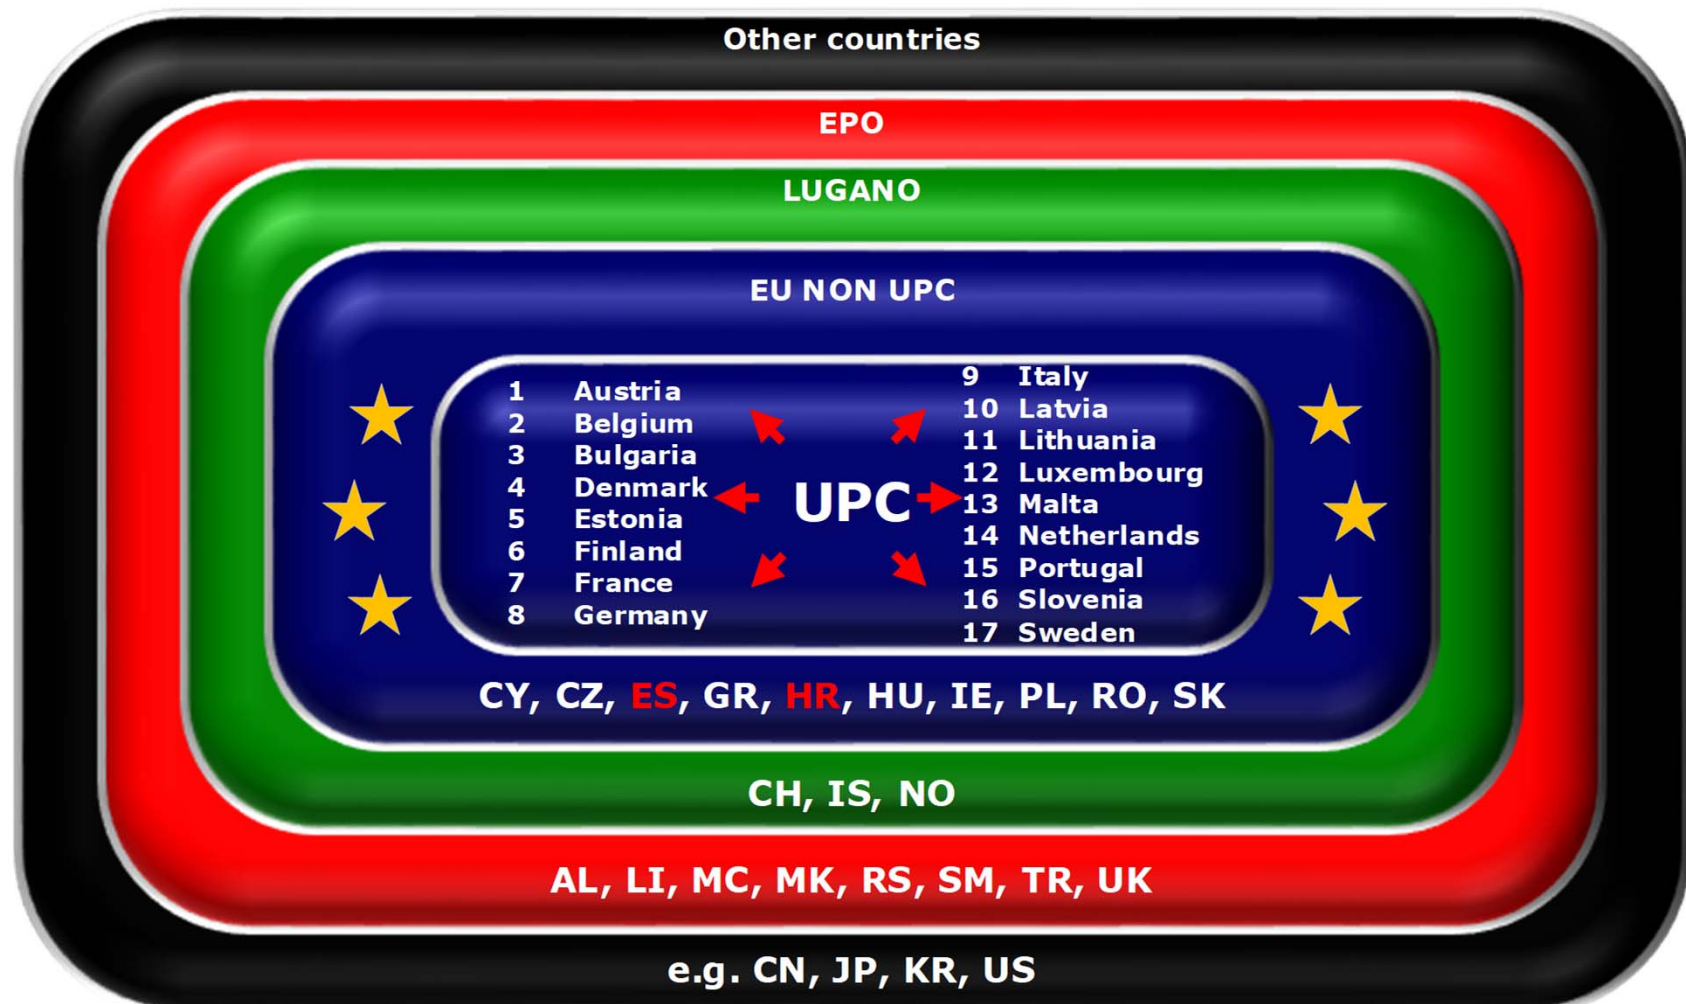 Other countries
EPO
LUGANO
EU NON UPC
1 Austria
2 Belgium
3 Bulgaria
4 Denmark
5 Estonia
6 Finland
7 France
8 Germany
UPC
9 Italy
10 Latvia
11 Lithuania
12 Luxembourg
13 Malta
14 Netherlands
15 Portugal
16 Slovenia
17 Sweden
CY, CZ, ES, GR, HR, HU, IE, PL, RO, SK
CH, IS, NO
AL, LI, MC, MK, RS, SM, TR, UK
e.g. CN, JP, KR, US